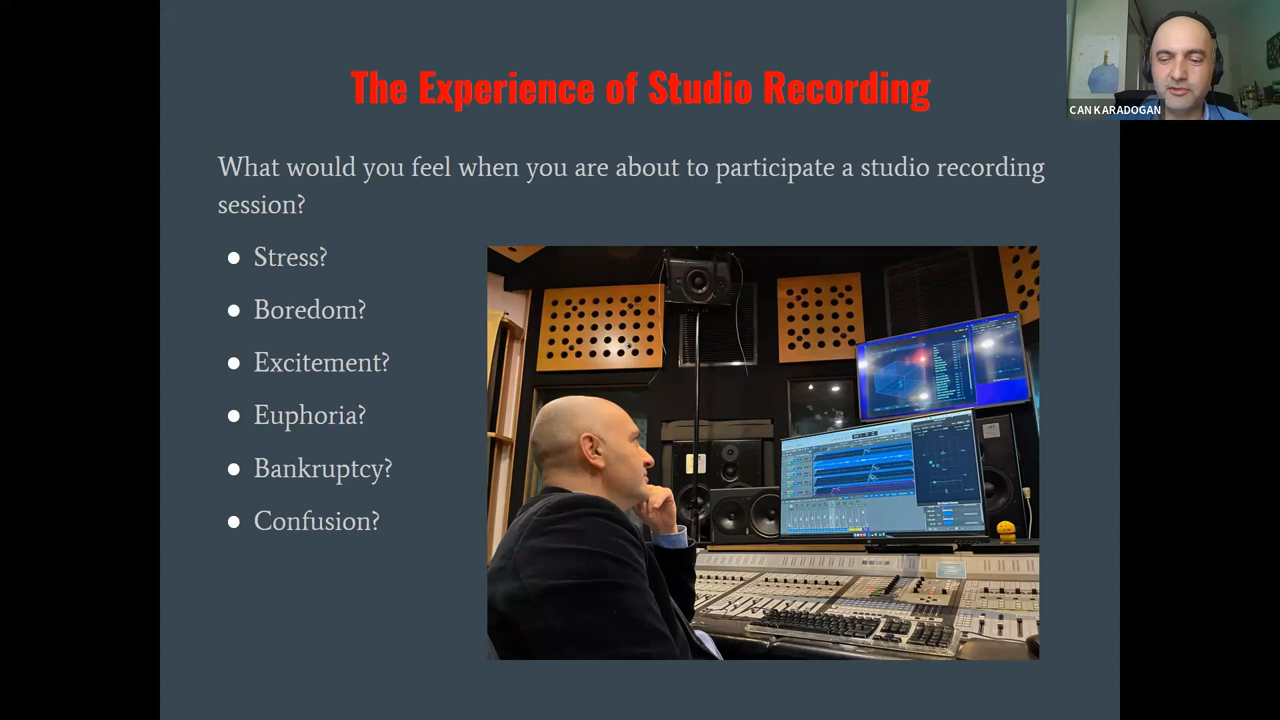 The Experience of Studio Recording
CAN KARADOGAN
What would you feel when you are about to participate a studio recording
session?
Stress?
Boredom?
Excitement?
Euphoria?
Bankruptcy?
Confusion?